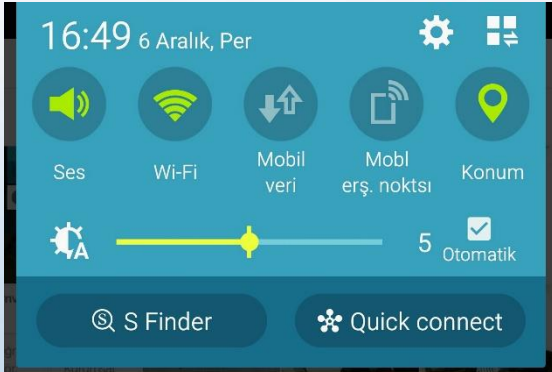 16:49 6 Aralık, Per
Ses
Wi-Fi
Mobil
veri
Mobl
erş. noktsı
Konum
5
Otomatik
S Finder
Quick connect